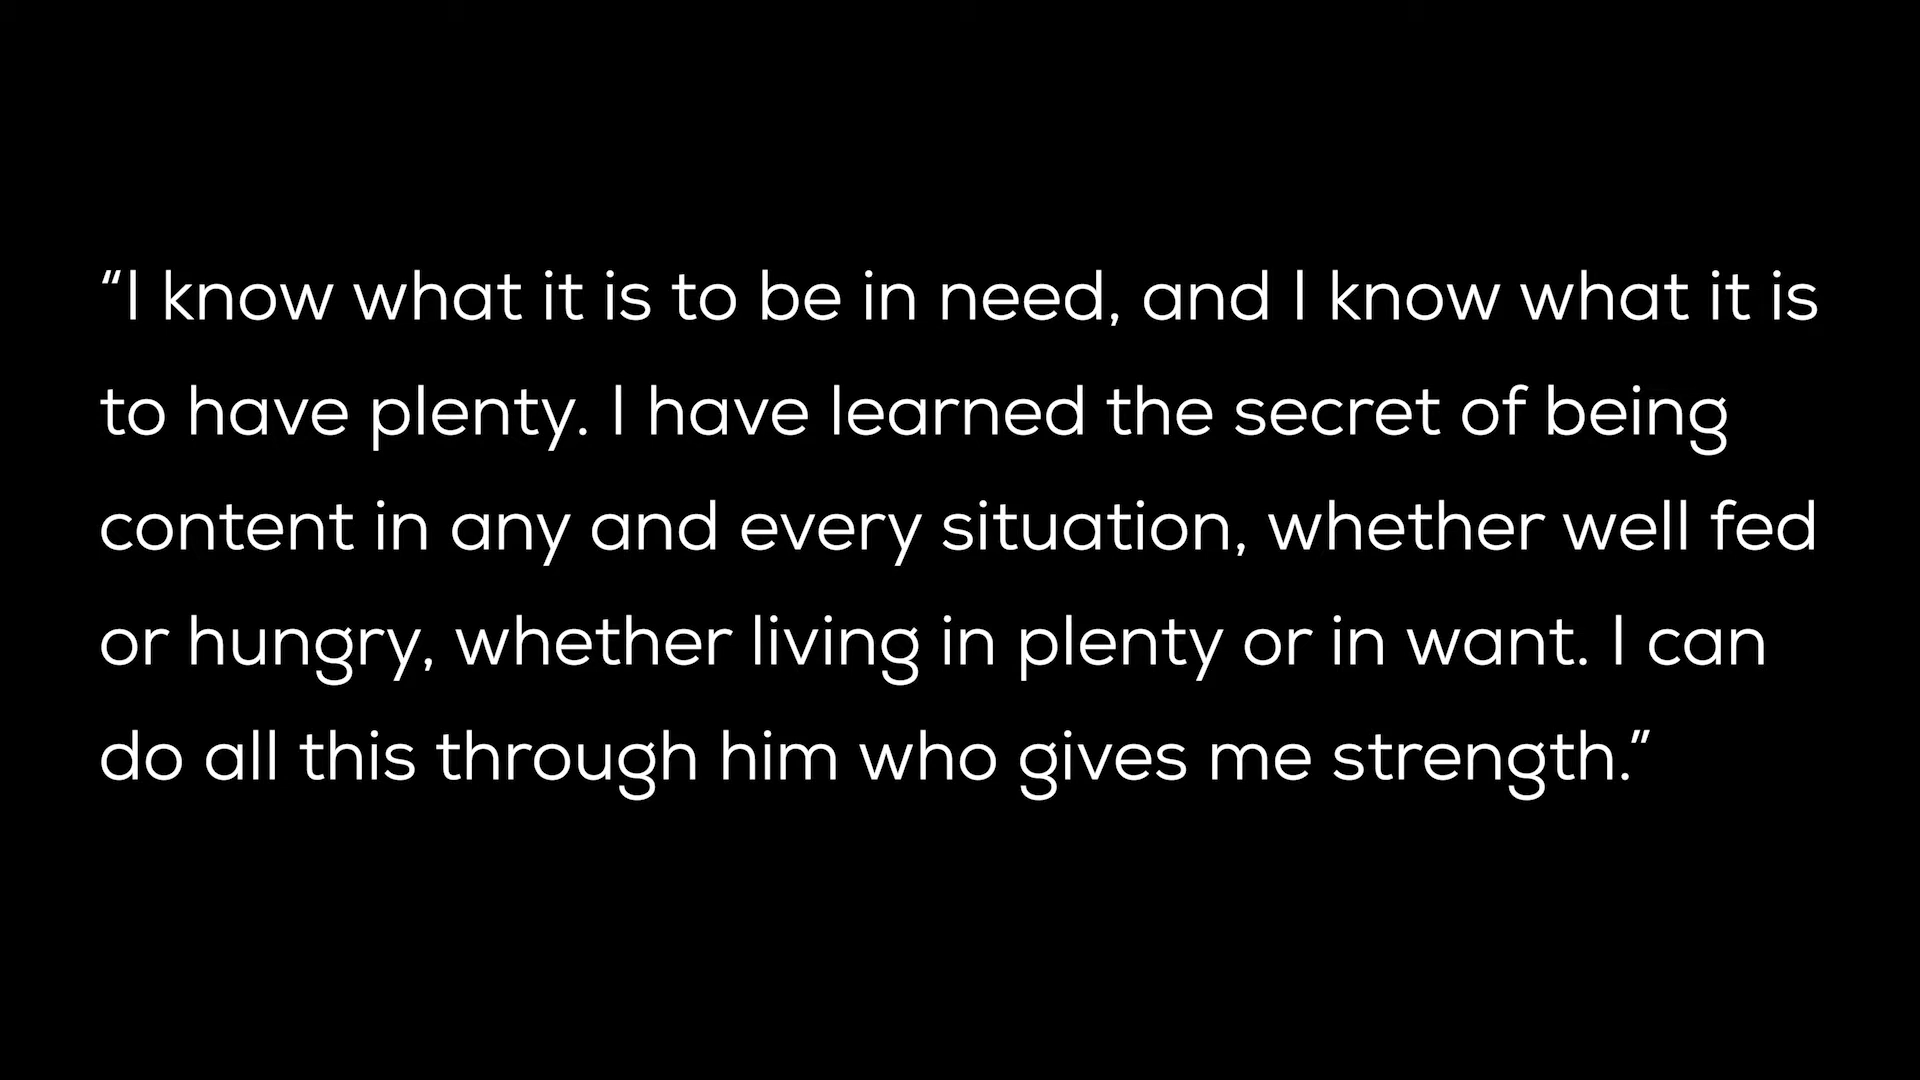 “I know what it is to be in need, and I know what it is
to have plenty. I have learned the secret of being
content in any and every situation, whether well fed
or hungry, whether living in plenty or in want. I can
do all this through him who gives me strength.”